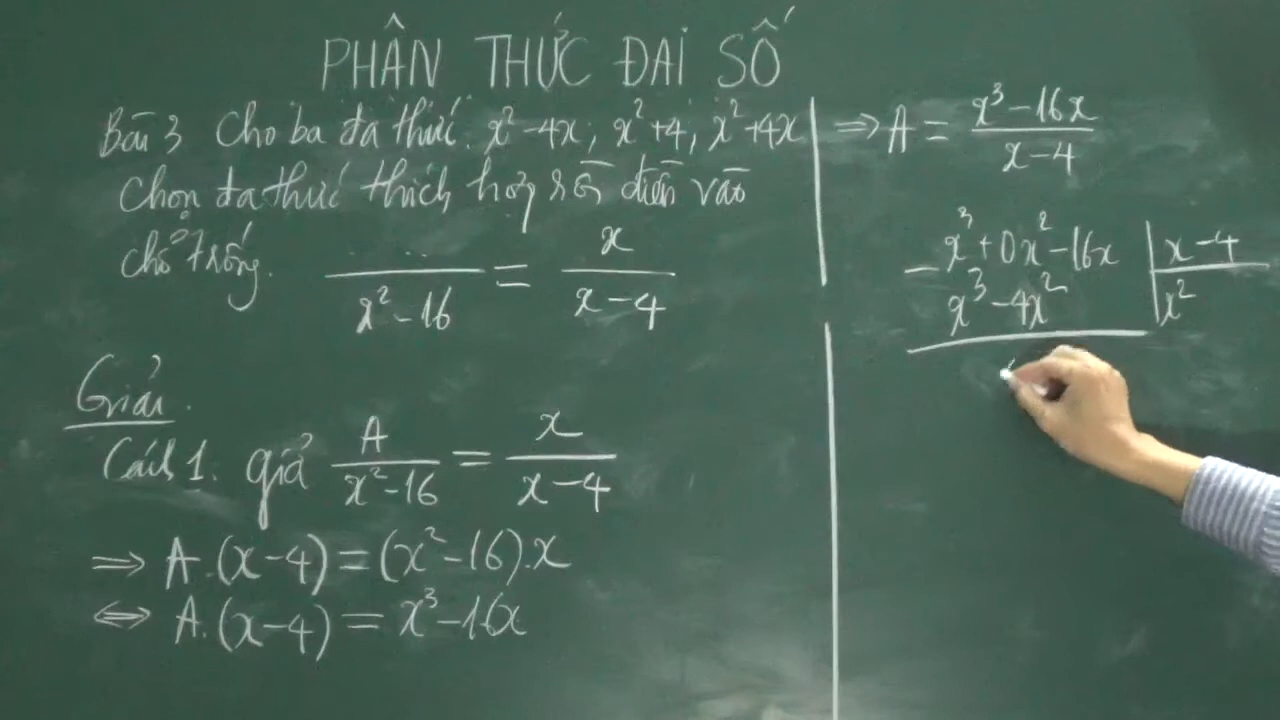 PHÂN THỨC ĐẠI SỐ
Bài 3 Cho ba đa thức: x² - 4x; x² + 4; x² + 4x
Chọn đa thức thích hợp rồi điền vào
chỗ trống. .../(x² - 16) = x/(x - 4)
Giải.
Cách 1. giả A/(x² - 16) = x/(x - 4)
⇒ A.(x - 4) = (x² - 16).x
⇔ A.(x - 4) = x³ - 16x
⇒ A = (x³ - 16x)/(x - 4)
- x³ + 0x² - 16x | x - 4
x³ - 4x² | x²